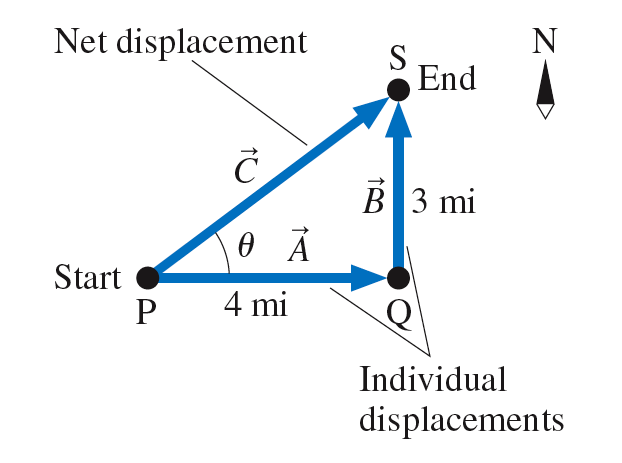 Net displacement
S
End
N
C
B
3 mi
θ
A
Start
P
4 mi
Q
Individual
displacements